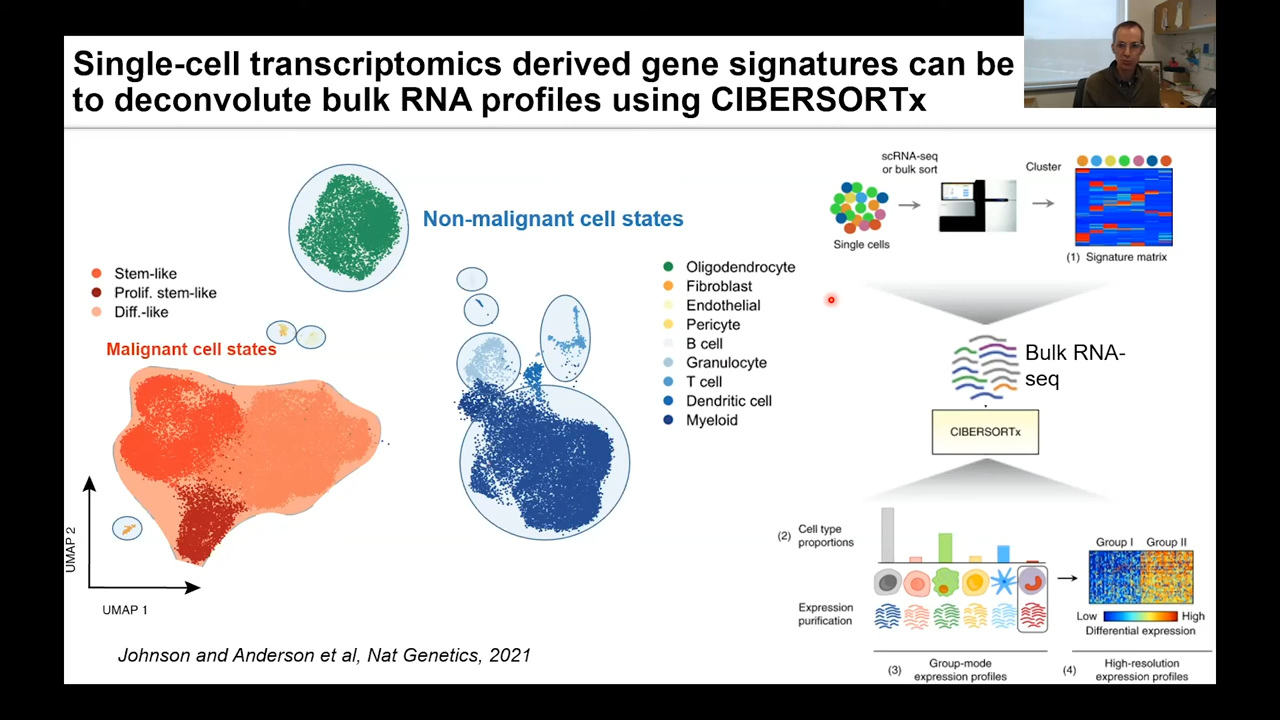 Single-cell transcriptomics derived gene signatures can be
to deconvolute bulk RNA profiles using CIBERSORTx
Non-malignant cell states
Stem-like
Prolif. stem-like
Diff.-like
Malignant cell states
Oligodendrocyte
Fibroblast
Endothelial
Pericyte
B cell
Granulocyte
T cell
Dendritic cell
Myeloid
UMAP 2
UMAP 1
Johnson and Anderson et al, Nat Genetics, 2021
scRNA-seq
or bulk sort
Cluster
Single cells
(1) Signature matrix
Bulk RNA-
seq
CIBERSORTx
(2) Cell type
proportions
Expression
purification
Group I Group II
Low High
Differential expression
(3) Group-mode
expression profiles
(4) High-resolution
expression profiles